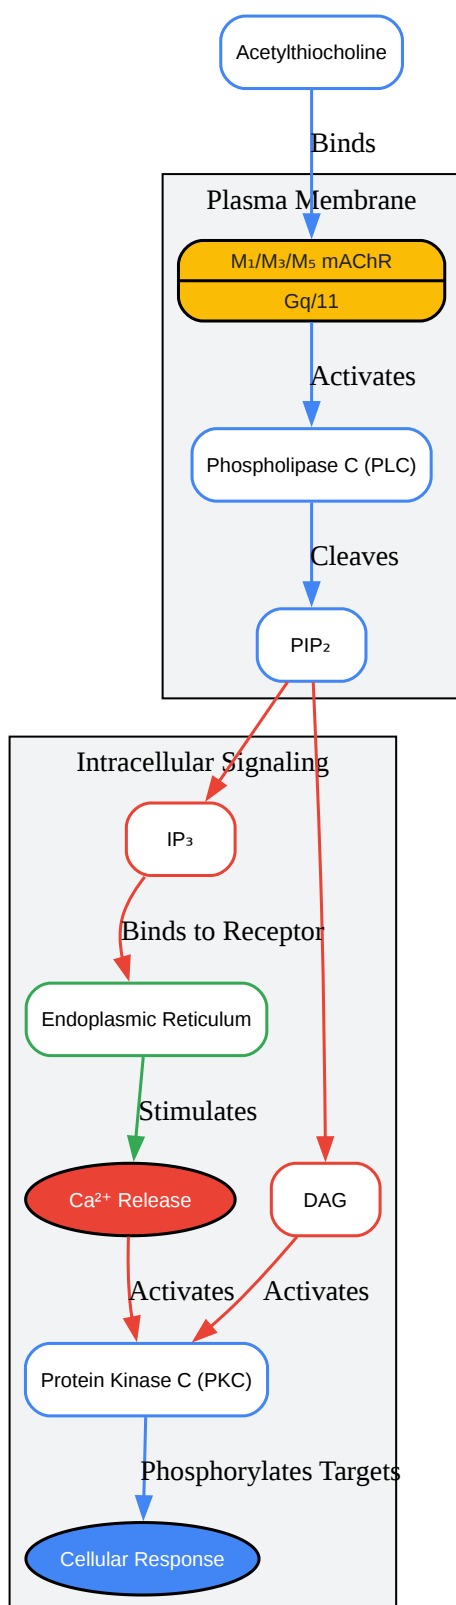 Acetylthiocholine
Binds
Plasma Membrane
M₁/M₃/M₅ mAChR
Gq/11
Activates
Phospholipase C (PLC)
Cleaves
PIP₂
Intracellular Signaling
IP₃
Binds to Receptor
Endoplasmic Reticulum
Stimulates
Ca²⁺ Release
DAG
Activates
Activates
Protein Kinase C (PKC)
Phosphorylates Targets
Cellular Response